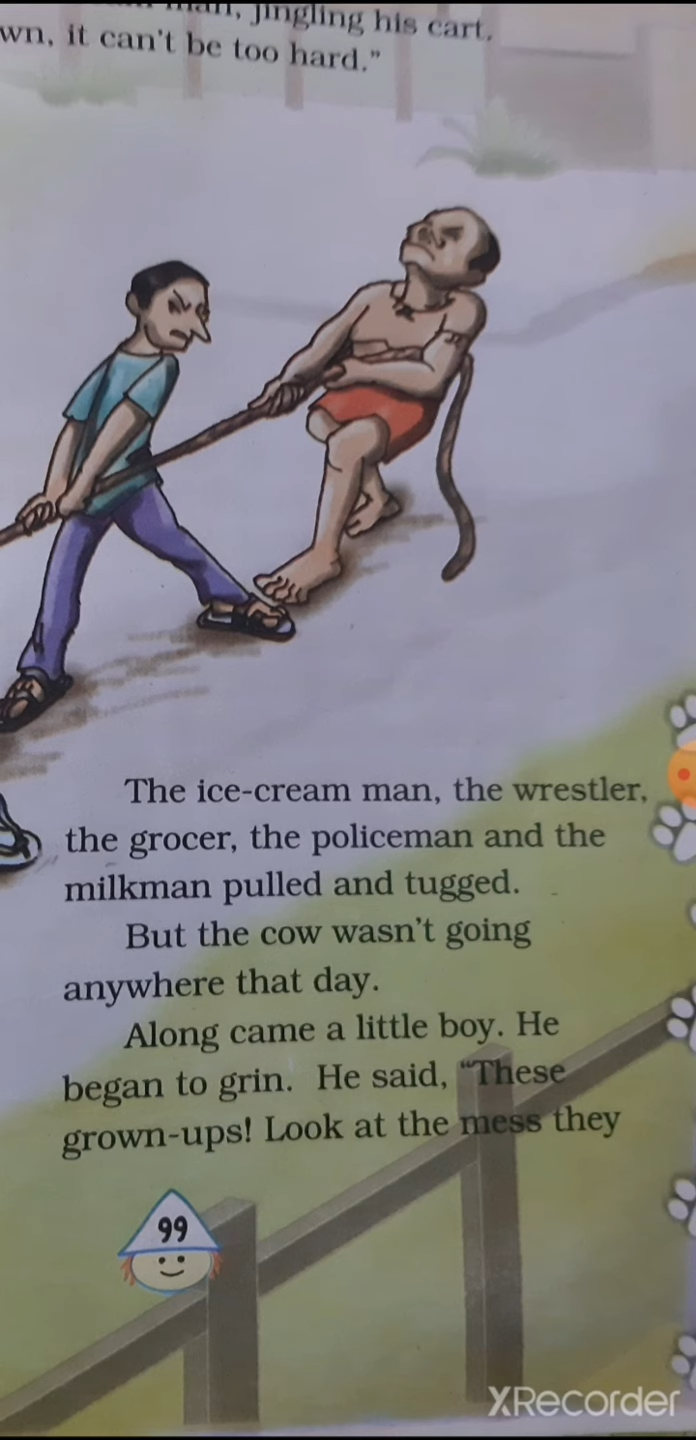 man, jingling his cart.
wn, it can't be too hard."
The ice-cream man, the wrestler,
the grocer, the policeman and the
milkman pulled and tugged.
But the cow wasn't going
anywhere that day.
Along came a little boy. He
began to grin. He said, "These
grown-ups! Look at the mess they
99
XRecorder